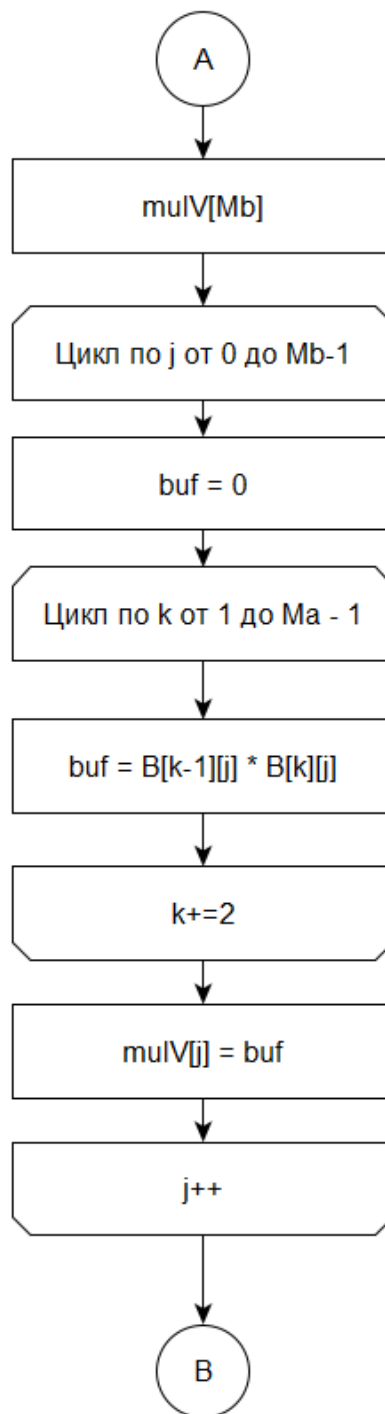 A
mulV[Mb]
Цикл по j от 0 до Mb-1
buf = 0
Цикл по k от 1 до Ma - 1
buf = B[k-1][j] * B[k][j]
k+=2
mulV[j] = buf
j++
B